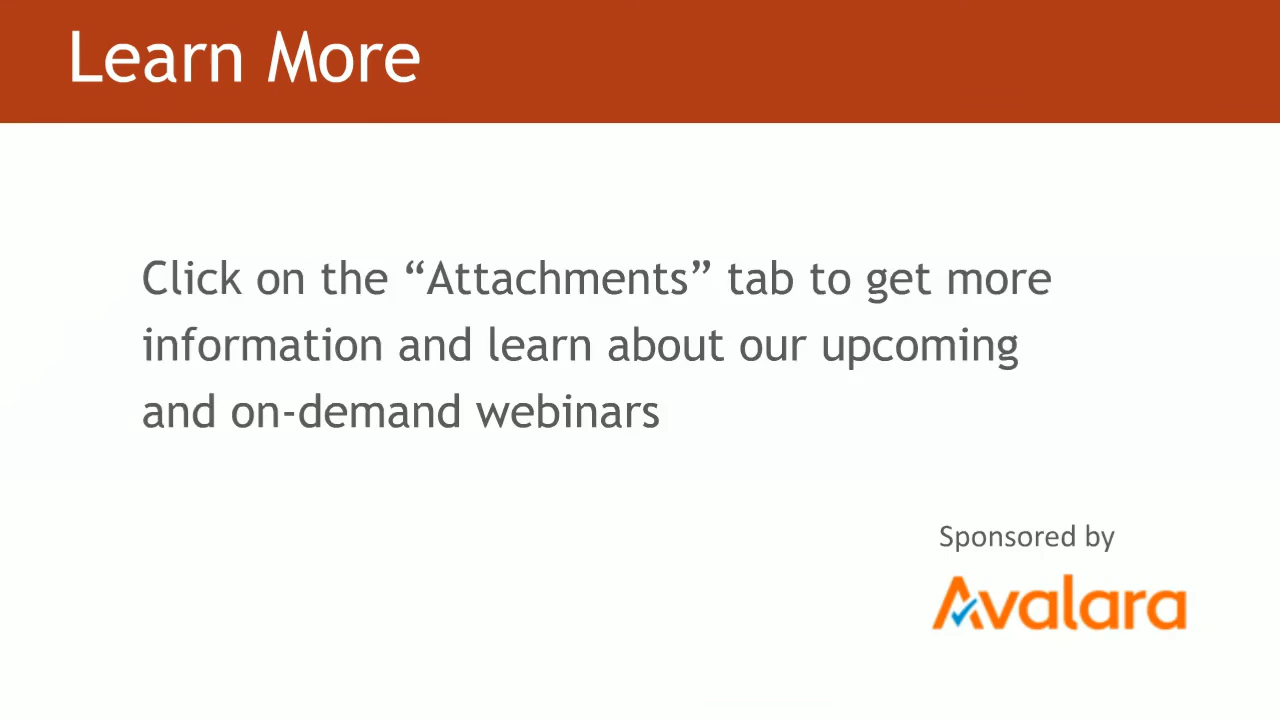 Learn More
Click on the “Attachments” tab to get more
information and learn about our upcoming
and on-demand webinars
Sponsored by
Avalara